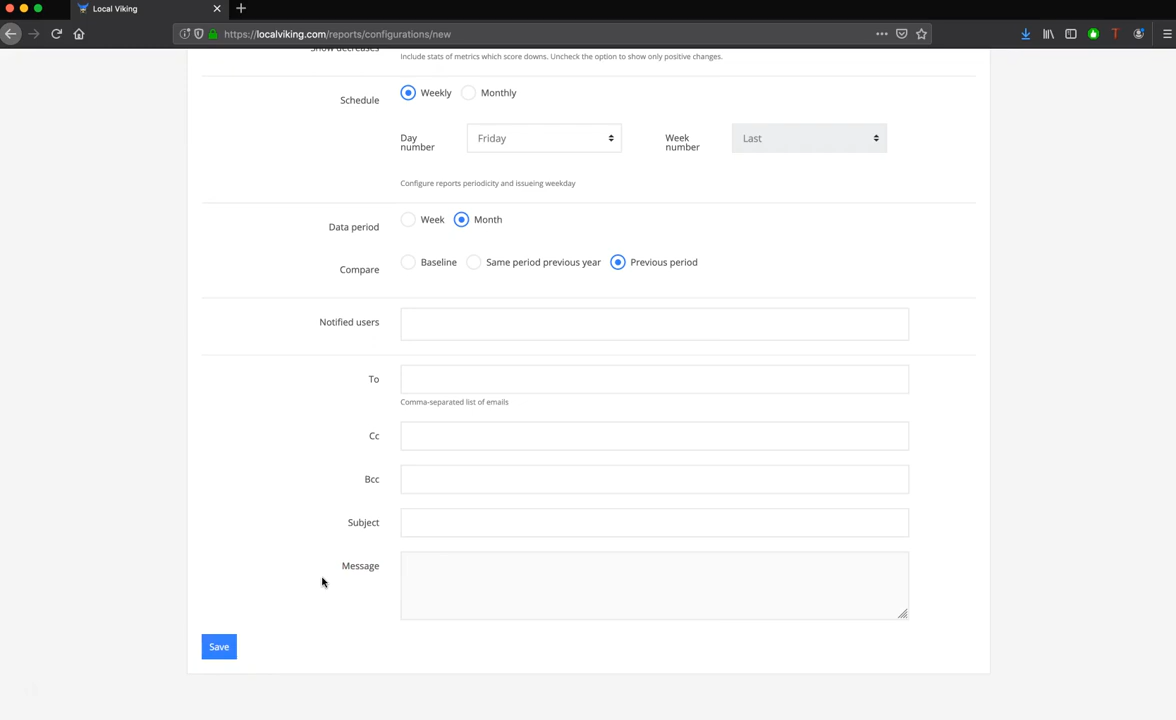 Local Viking
https://localviking.com/reports/configurations/new
Show decreases
Include stats of metrics which score downs. Uncheck the option to show only positive changes.
Schedule
Weekly Monthly
Day number
Friday
Week number
Last
Configure reports periodicity and issueing weekday
Data period
Week Month
Compare
Baseline Same period previous year Previous period
Notified users
To
Comma-separated list of emails
Cc
Bcc
Subject
Message
Save